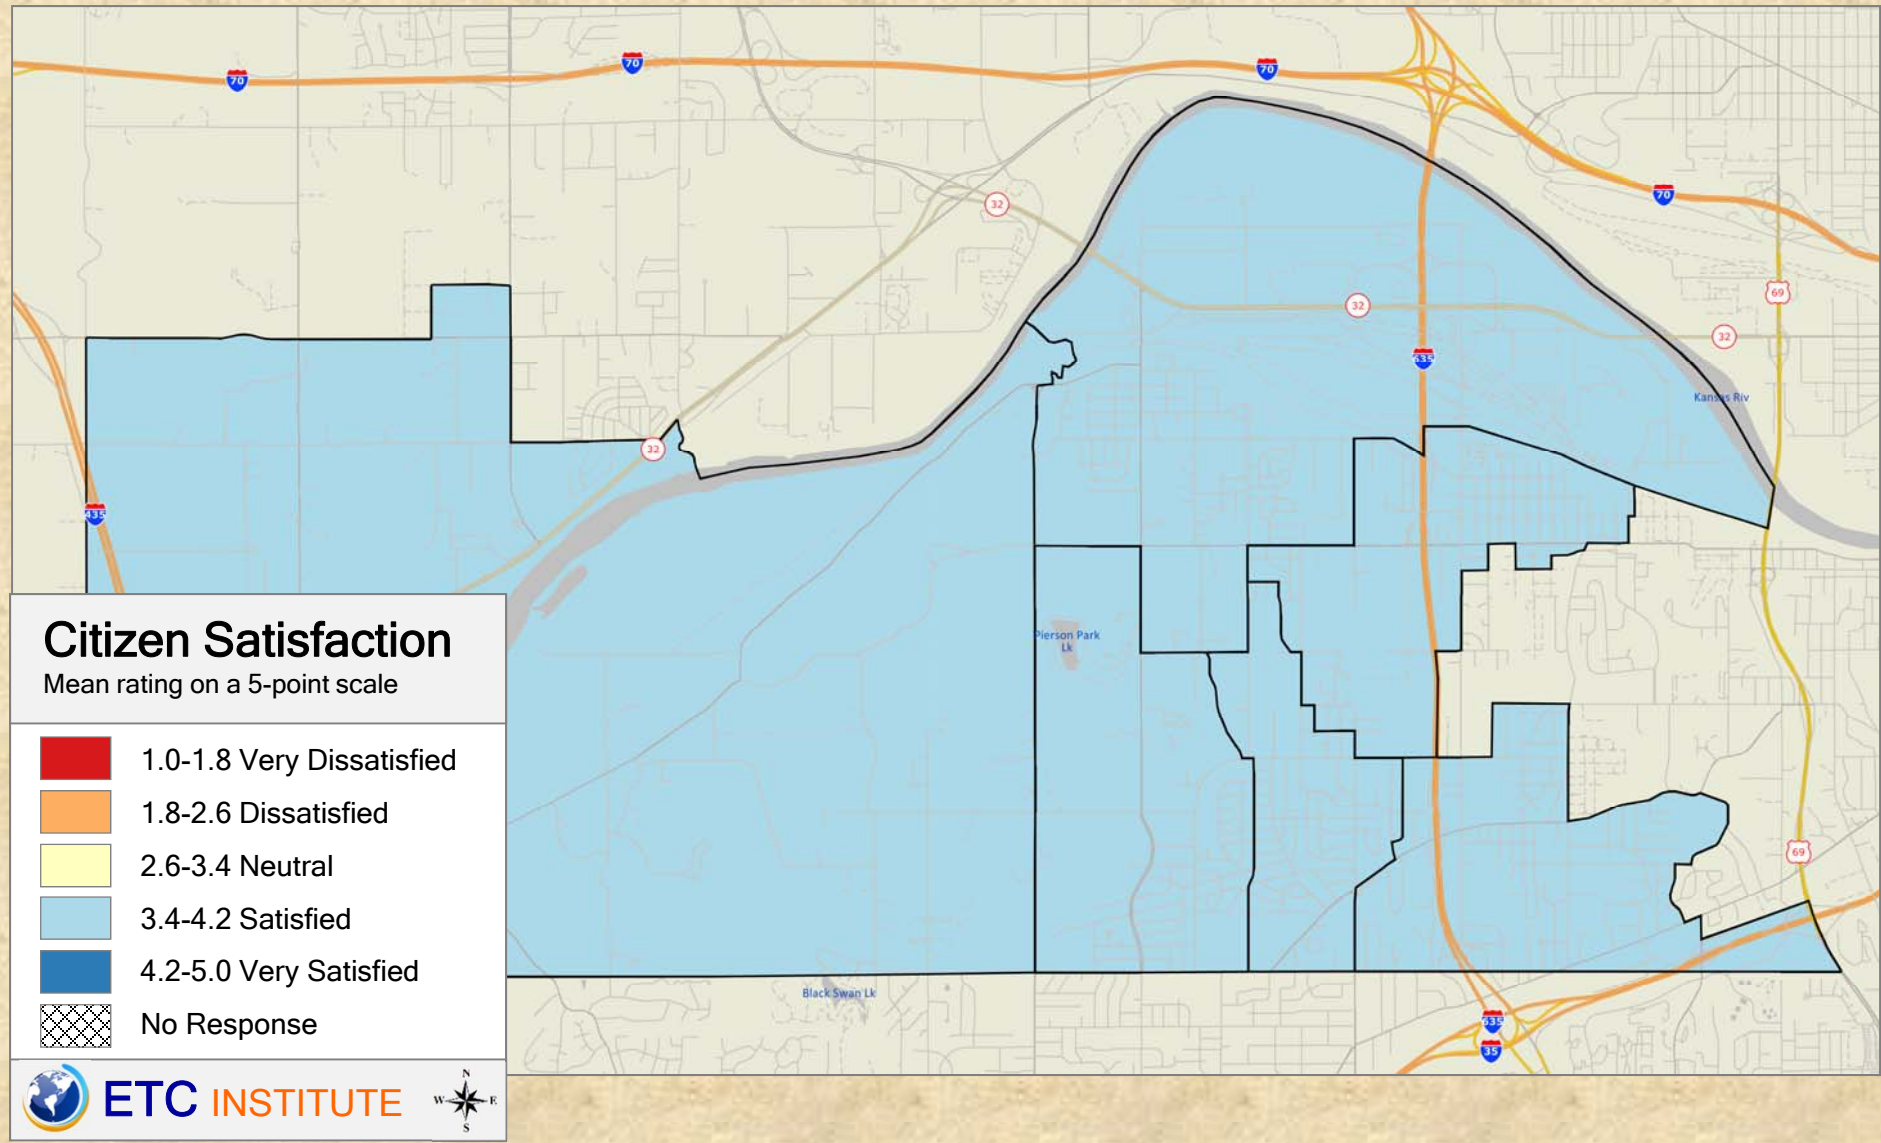 70
70
70
70
32
32
69
32
635
Kansas Riv
32
435
Pierson Park
Lk
69
Black Swan Lk
635
35
Citizen Satisfaction
Mean rating on a 5-point scale
1.0-1.8 Very Dissatisfied
1.8-2.6 Dissatisfied
2.6-3.4 Neutral
3.4-4.2 Satisfied
4.2-5.0 Very Satisfied
No Response
ETC INSTITUTE
N
W E
S